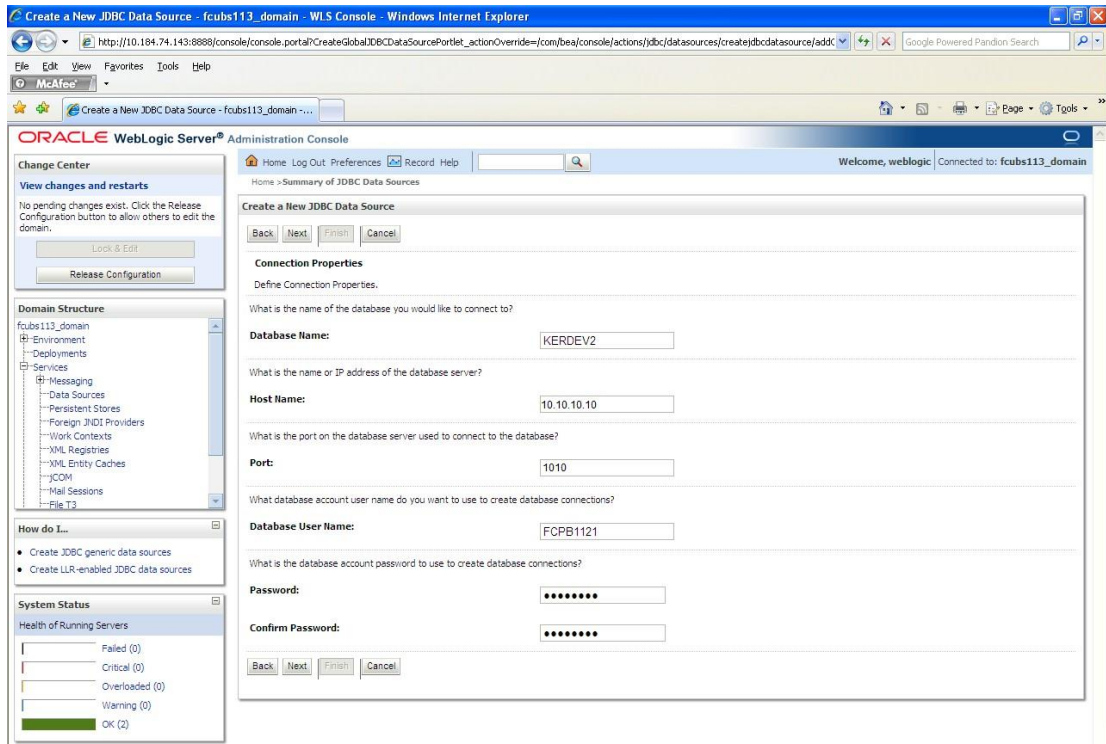 Create a New JDBC Data Source - fcubs113_domain - WLS Console - Windows Internet Explorer
http://10.184.74.143:8888/console/console.portal?CreateGlobalJDBCDataSourcePortlet_actionOverride=/com/bea/console/actions/jdbc/datasources/createjdbcdatasource/addC
Google Powered Pandion Search
File Edit View Favorites Tools Help
McAfee
Create a New JDBC Data Source - fcubs113_domain -...
Page Tools
ORACLE WebLogic Server® Administration Console
Change Center
View changes and restarts
No pending changes exist. Click the Release
Configuration button to allow others to edit the
domain.
Lock & Edit
Release Configuration
Domain Structure
fcubs113_domain
Environment
Deployments
Services
Messaging
Data Sources
Persistent Stores
Foreign JNDI Providers
Work Contexts
XML Registries
XML Entity Caches
jCOM
Mail Sessions
File T3
How do I...
Create JDBC generic data sources
Create LLR-enabled JDBC data sources
System Status
Health of Running Servers
Failed (0)
Critical (0)
Overloaded (0)
Warning (0)
OK (2)
Home Log Out Preferences Record Help
Welcome, weblogic Connected to: fcubs113_domain
Home >Summary of JDBC Data Sources
Create a New JDBC Data Source
Back Next Finish Cancel
Connection Properties
Define Connection Properties.
What is the name of the database you would like to connect to?
Database Name: KERDEV2
What is the name or IP address of the database server?
Host Name: 10.10.10.10
What is the port on the database server used to connect to the database?
Port: 1010
What database account user name do you want to use to create database connections?
Database User Name: FCPB1121
What is the database account password to use to create database connections?
Password: ●●●●●●●●
Confirm Password: ●●●●●●●●
Back Next Finish Cancel